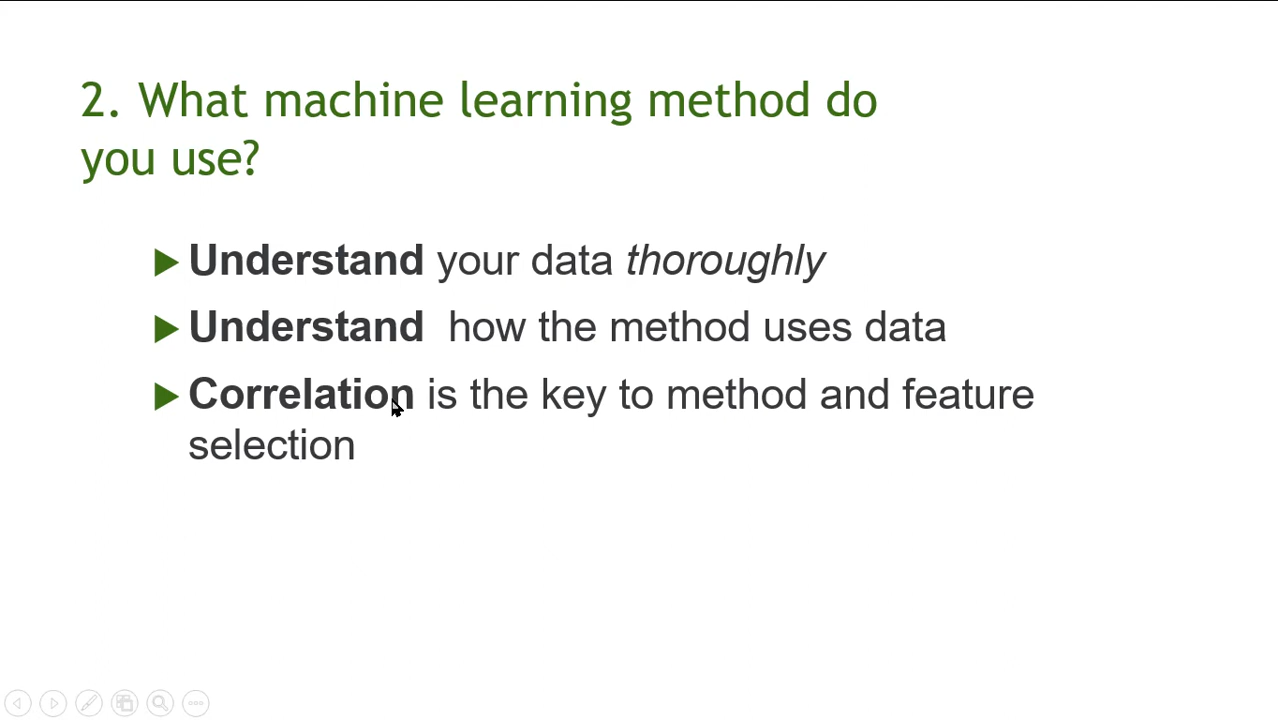 2. What machine learning method do
you use?
Understand your data thoroughly
Understand  how the method uses data
Correlation is the key to method and feature
selection